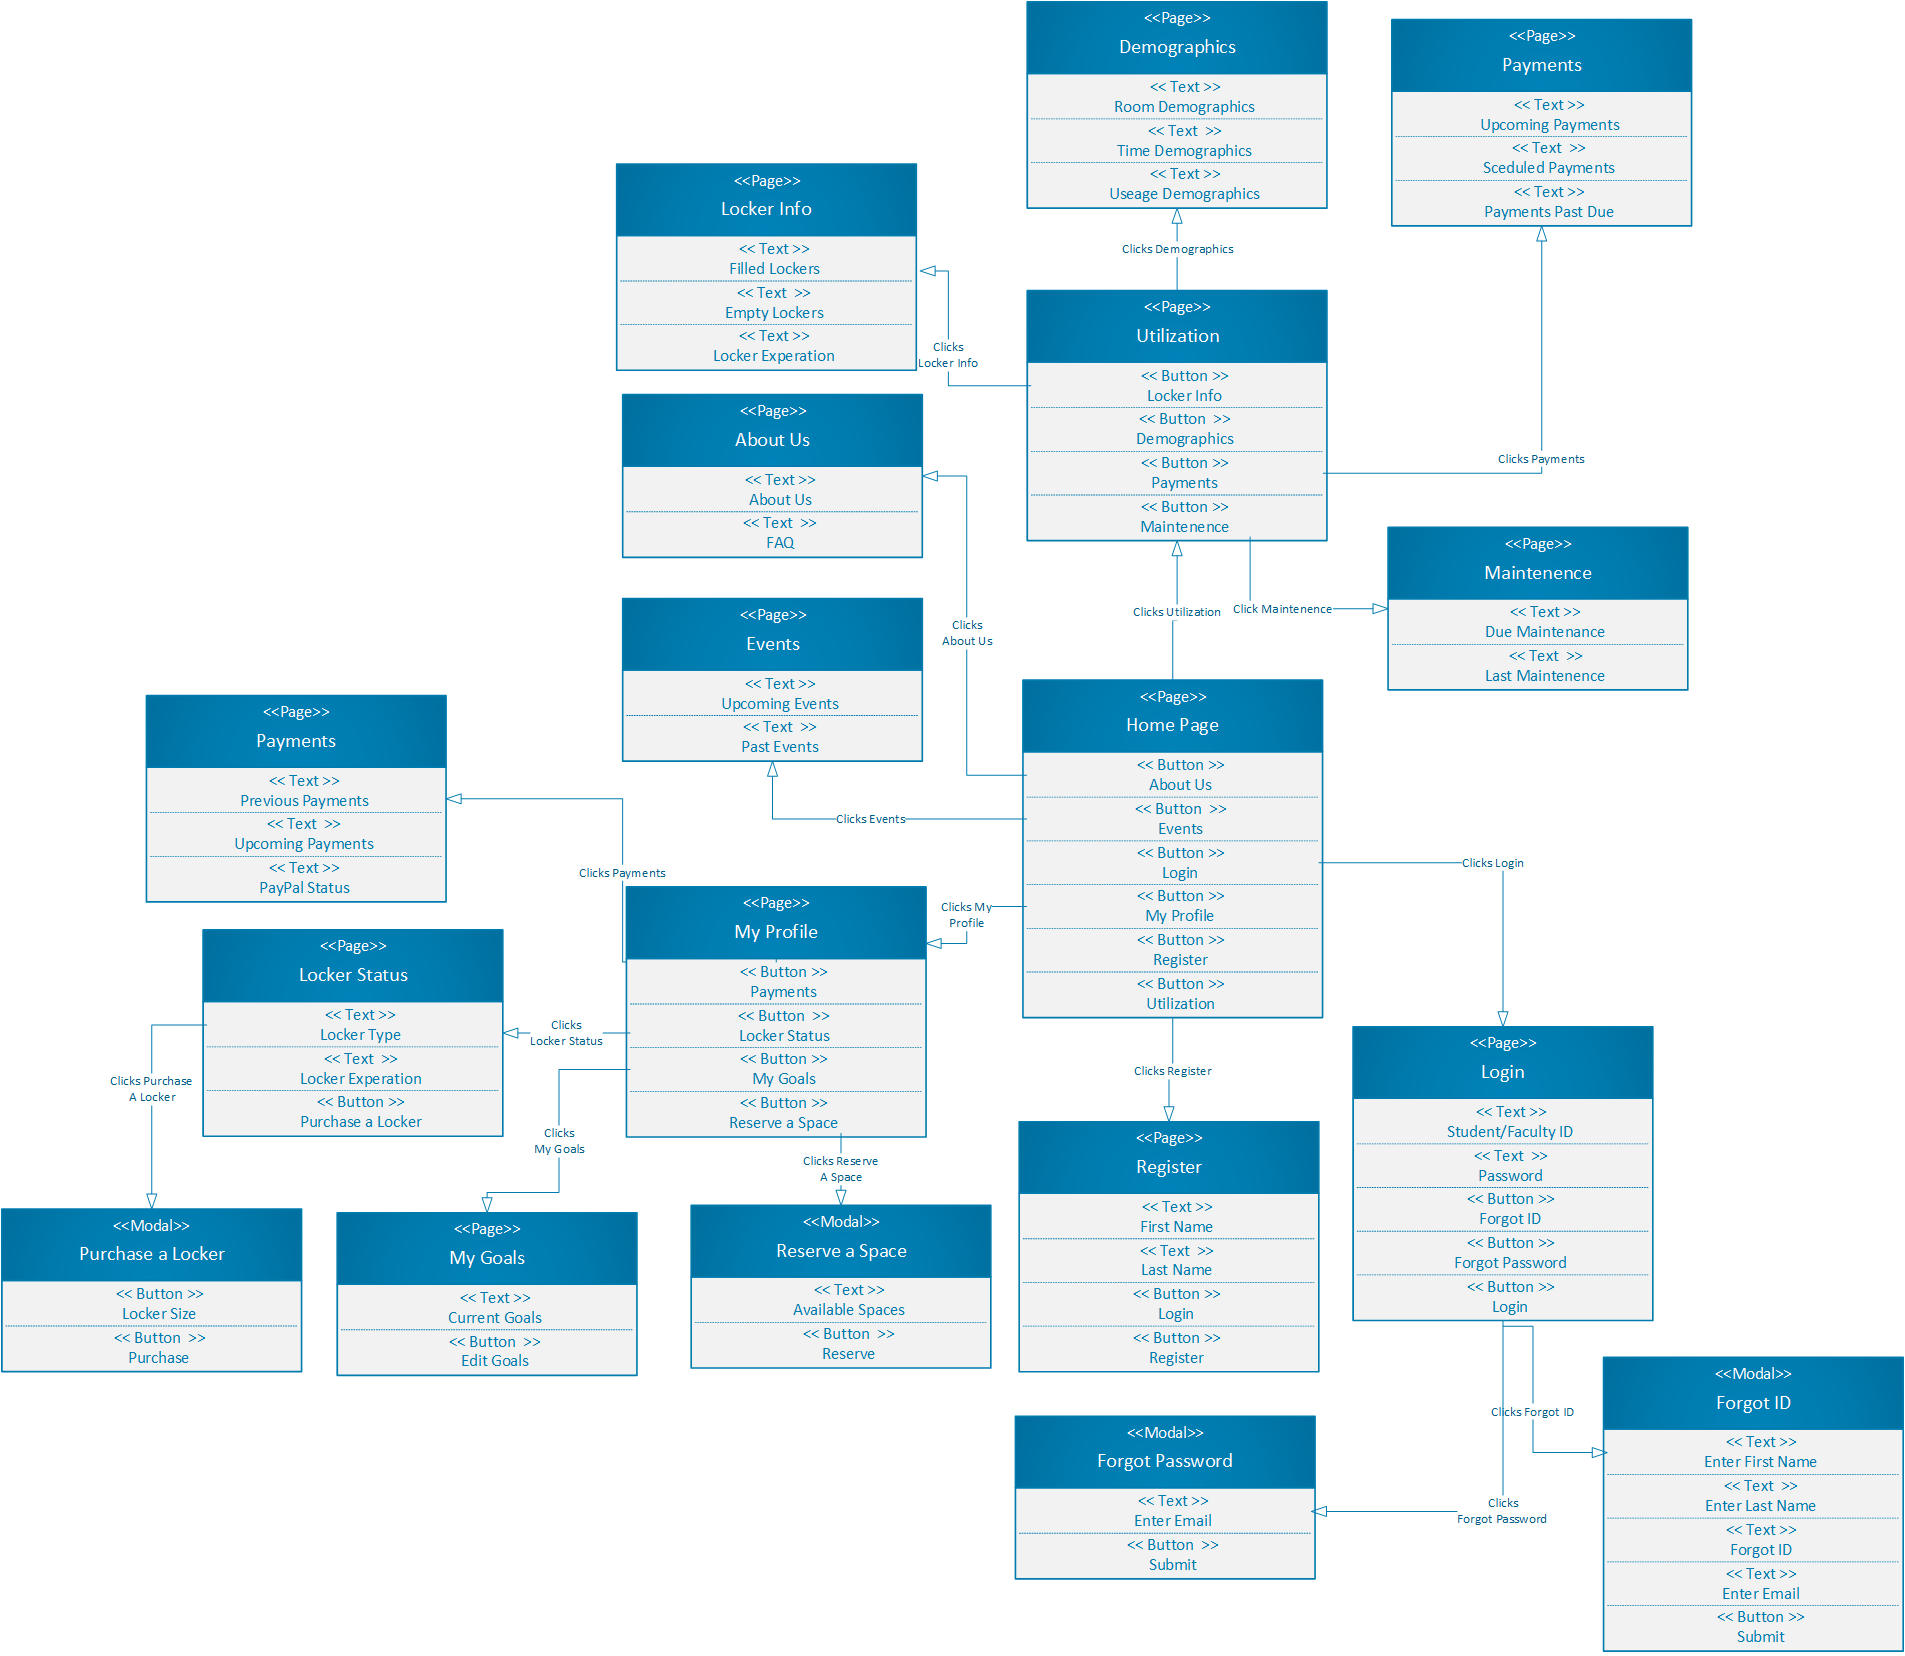 <<Page>>
Demographics
<< Text >>
Room Demographics
<< Text  >>
Time Demographics
<< Text >>
Useage Demographics
<<Page>>
Payments
<< Text >>
Upcoming Payments
<< Text  >>
Sceduled Payments
<< Text >>
Payments Past Due
<<Page>>
Locker Info
<< Text >>
Filled Lockers
<< Text  >>
Empty Lockers
<< Text >>
Locker Experation
Clicks Demographics
<<Page>>
Utilization
<< Button >>
Locker Info
<< Button  >>
Demographics
<< Button >>
Payments
<< Button >>
Maintenence
Clicks
Locker Info
<<Page>>
About Us
<< Text >>
About Us
<< Text  >>
FAQ
Clicks Payments
<<Page>>
Maintenence
<< Text >>
Due Maintenance
<< Text  >>
Last Maintenence
Clicks Utilization
Click Maintenence
Clicks
About Us
<<Page>>
Events
<< Text >>
Upcoming Events
<< Text  >>
Past Events
<<Page>>
Home Page
<< Button >>
About Us
<< Button  >>
Events
<< Button >>
Login
<< Button >>
My Profile
<< Button >>
Register
<< Button >>
Utilization
<<Page>>
Payments
<< Text >>
Previous Payments
<< Text  >>
Upcoming Payments
<< Text >>
PayPal Status
Clicks Events
Clicks Login
Clicks Payments
<<Page>>
My Profile
<< Button >>
Payments
<< Button  >>
Locker Status
<< Button >>
My Goals
<< Button >>
Reserve a Space
Clicks My
Profile
<<Page>>
Locker Status
<< Text >>
Locker Type
<< Text  >>
Locker Experation
<< Button >>
Purchase a Locker
Clicks
Locker Status
Clicks Purchase
A Locker
Clicks
My Goals
Clicks Reserve
A Space
Clicks Register
<<Page>>
Login
<< Text >>
Student/Faculty ID
<< Text  >>
Password
<< Button >>
Forgot ID
<< Button >>
Forgot Password
<< Button >>
Login
<<Page>>
Register
<< Text >>
First Name
<< Text  >>
Last Name
<< Button >>
Login
<< Button >>
Register
<<Modal>>
Purchase a Locker
<< Button >>
Locker Size
<< Button  >>
Purchase
<<Page>>
My Goals
<< Text >>
Current Goals
<< Button  >>
Edit Goals
<<Modal>>
Reserve a Space
<< Text >>
Available Spaces
<< Button  >>
Reserve
Clicks Forgot ID
Clicks
Forgot Password
<<Modal>>
Forgot Password
<< Text >>
Enter Email
<< Button  >>
Submit
<<Modal>>
Forgot ID
<< Text >>
Enter First Name
<< Text  >>
Enter Last Name
<< Text >>
Forgot ID
<< Text >>
Enter Email
<< Button >>
Submit